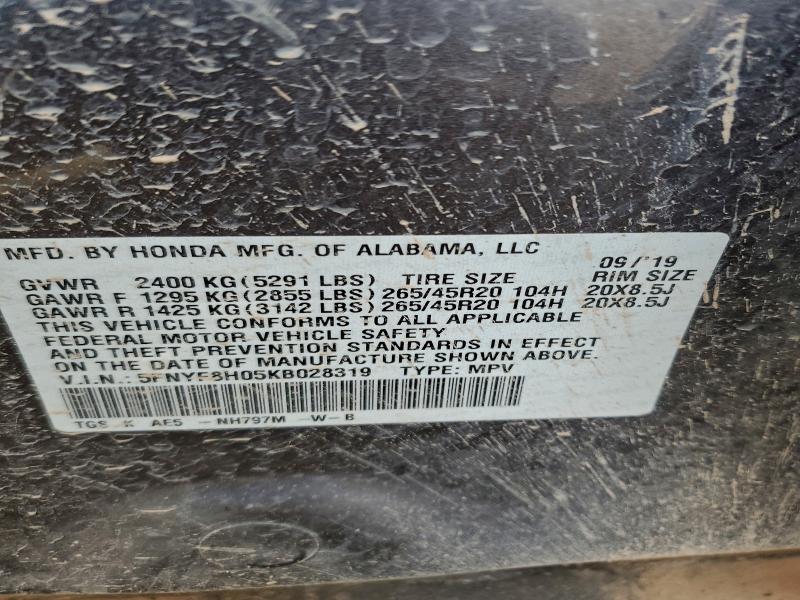 MFD. BY HONDA MFG. OF ALABAMA, LLC 09/'19
GVWR 2400 KG (5291 LBS) TIRE SIZE RIM SIZE
GAWR F 1295 KG (2855 LBS) 265/45R20 104H 20X8.5J
GAWR R 1425 KG (3142 LBS) 265/45R20 104H 20X8.5J
THIS VEHICLE CONFORMS TO ALL APPLICABLE
FEDERAL MOTOR VEHICLE SAFETY
AND THEFT PREVENTION STANDARDS IN EFFECT
ON THE DATE OF MANUFACTURE SHOWN ABOVE.
V.I.N.: 5FNYF8H05KB028319 TYPE: MPV
TGS K AE5 -NH797M -W-B